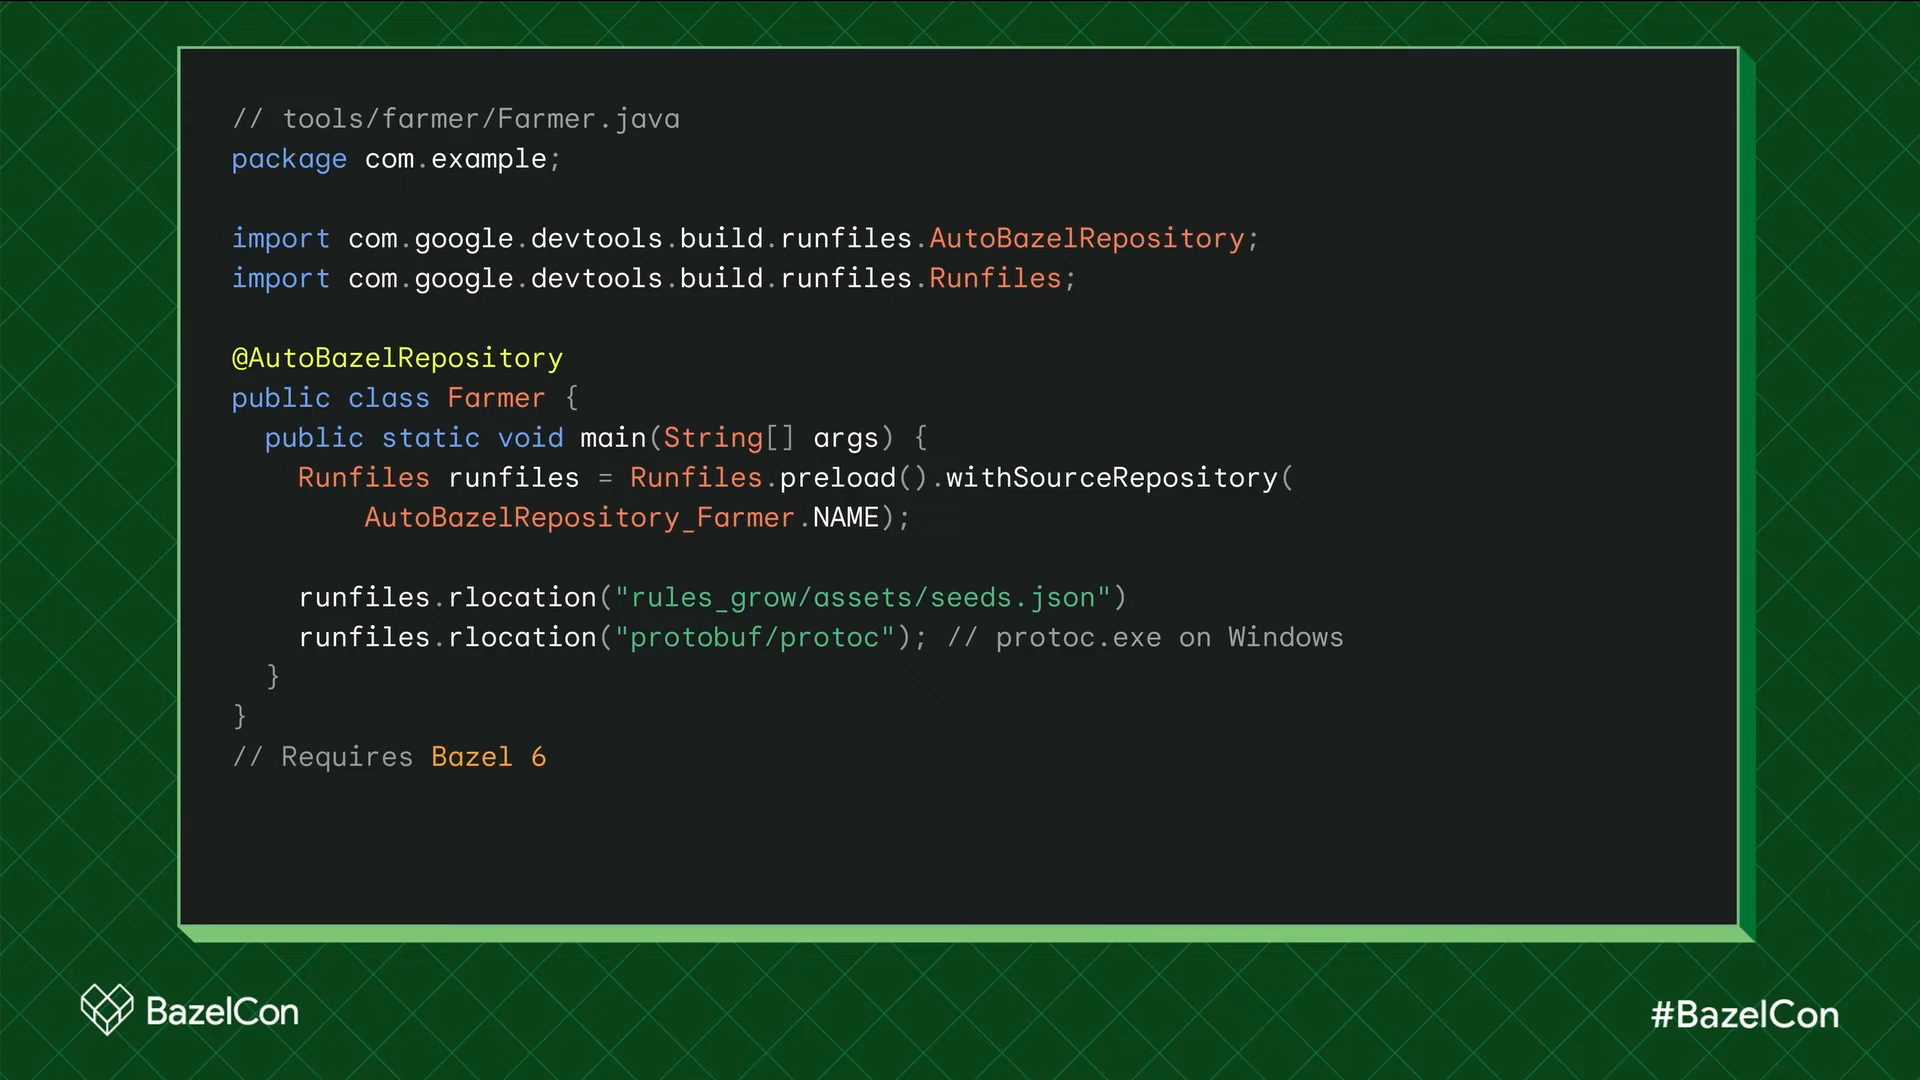 // tools/farmer/Farmer.java
package com.example;
import com.google.devtools.build.runfiles.AutoBazelRepository;
import com.google.devtools.build.runfiles.Runfiles;
@AutoBazelRepository
public class Farmer {
public static void main(String[] args) {
Runfiles runfiles = Runfiles.preload().withSourceRepository(
AutoBazelRepository_Farmer.NAME);
runfiles.rlocation("rules_grow/assets/seeds.json")
runfiles.rlocation("protobuf/protoc"); // protoc.exe on Windows
}
}
// Requires Bazel 6
BazelCon
#BazelCon